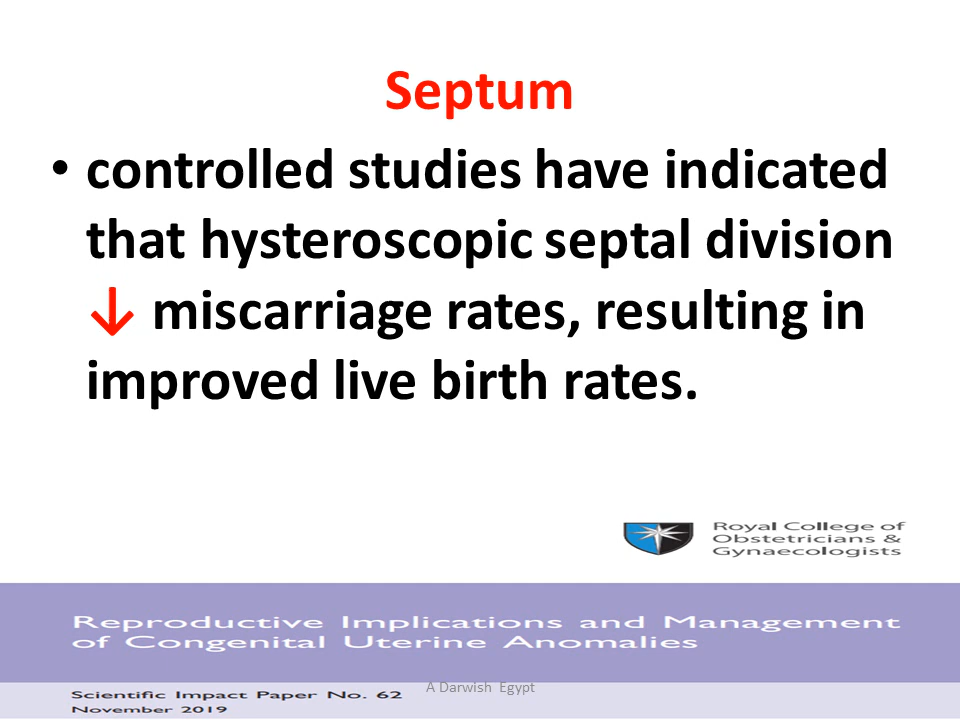 Septum
• controlled studies have indicated
that hysteroscopic septal division
↓ miscarriage rates, resulting in
improved live birth rates.
Royal College of
Obstetricians &
Gynaecologists
Reproductive Implications and Management
of Congenital Uterine Anomalies
Scientific Impact Paper No. 62
November 2019
A Darwish Egypt